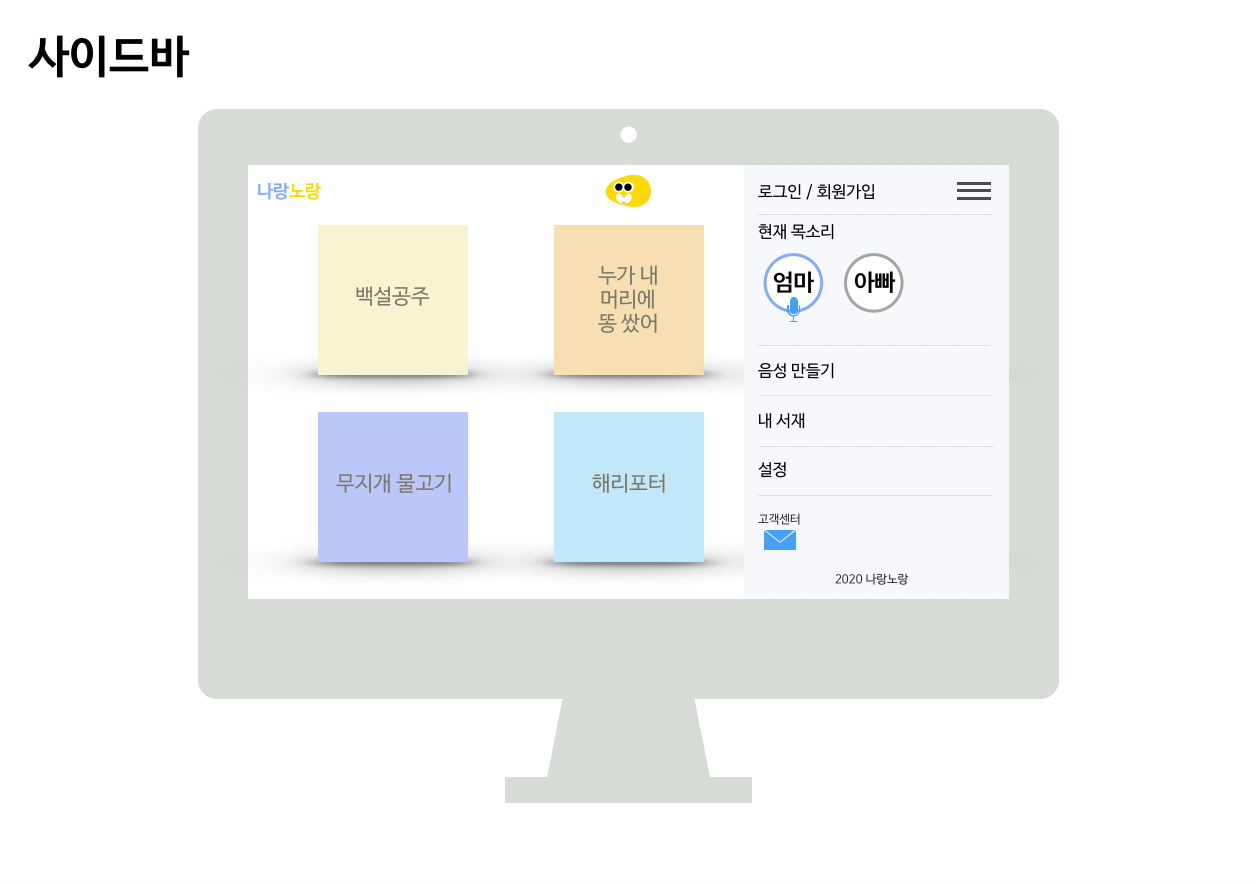 사이드바
나랑노랑
로그인 / 회원가입
현재 목소리
엄마
아빠
백설공주
누가 내
머리에
똥 쌌어
음성 만들기
내 서재
무지개 물고기
해리포터
설정
고객센터
2020 나랑노랑